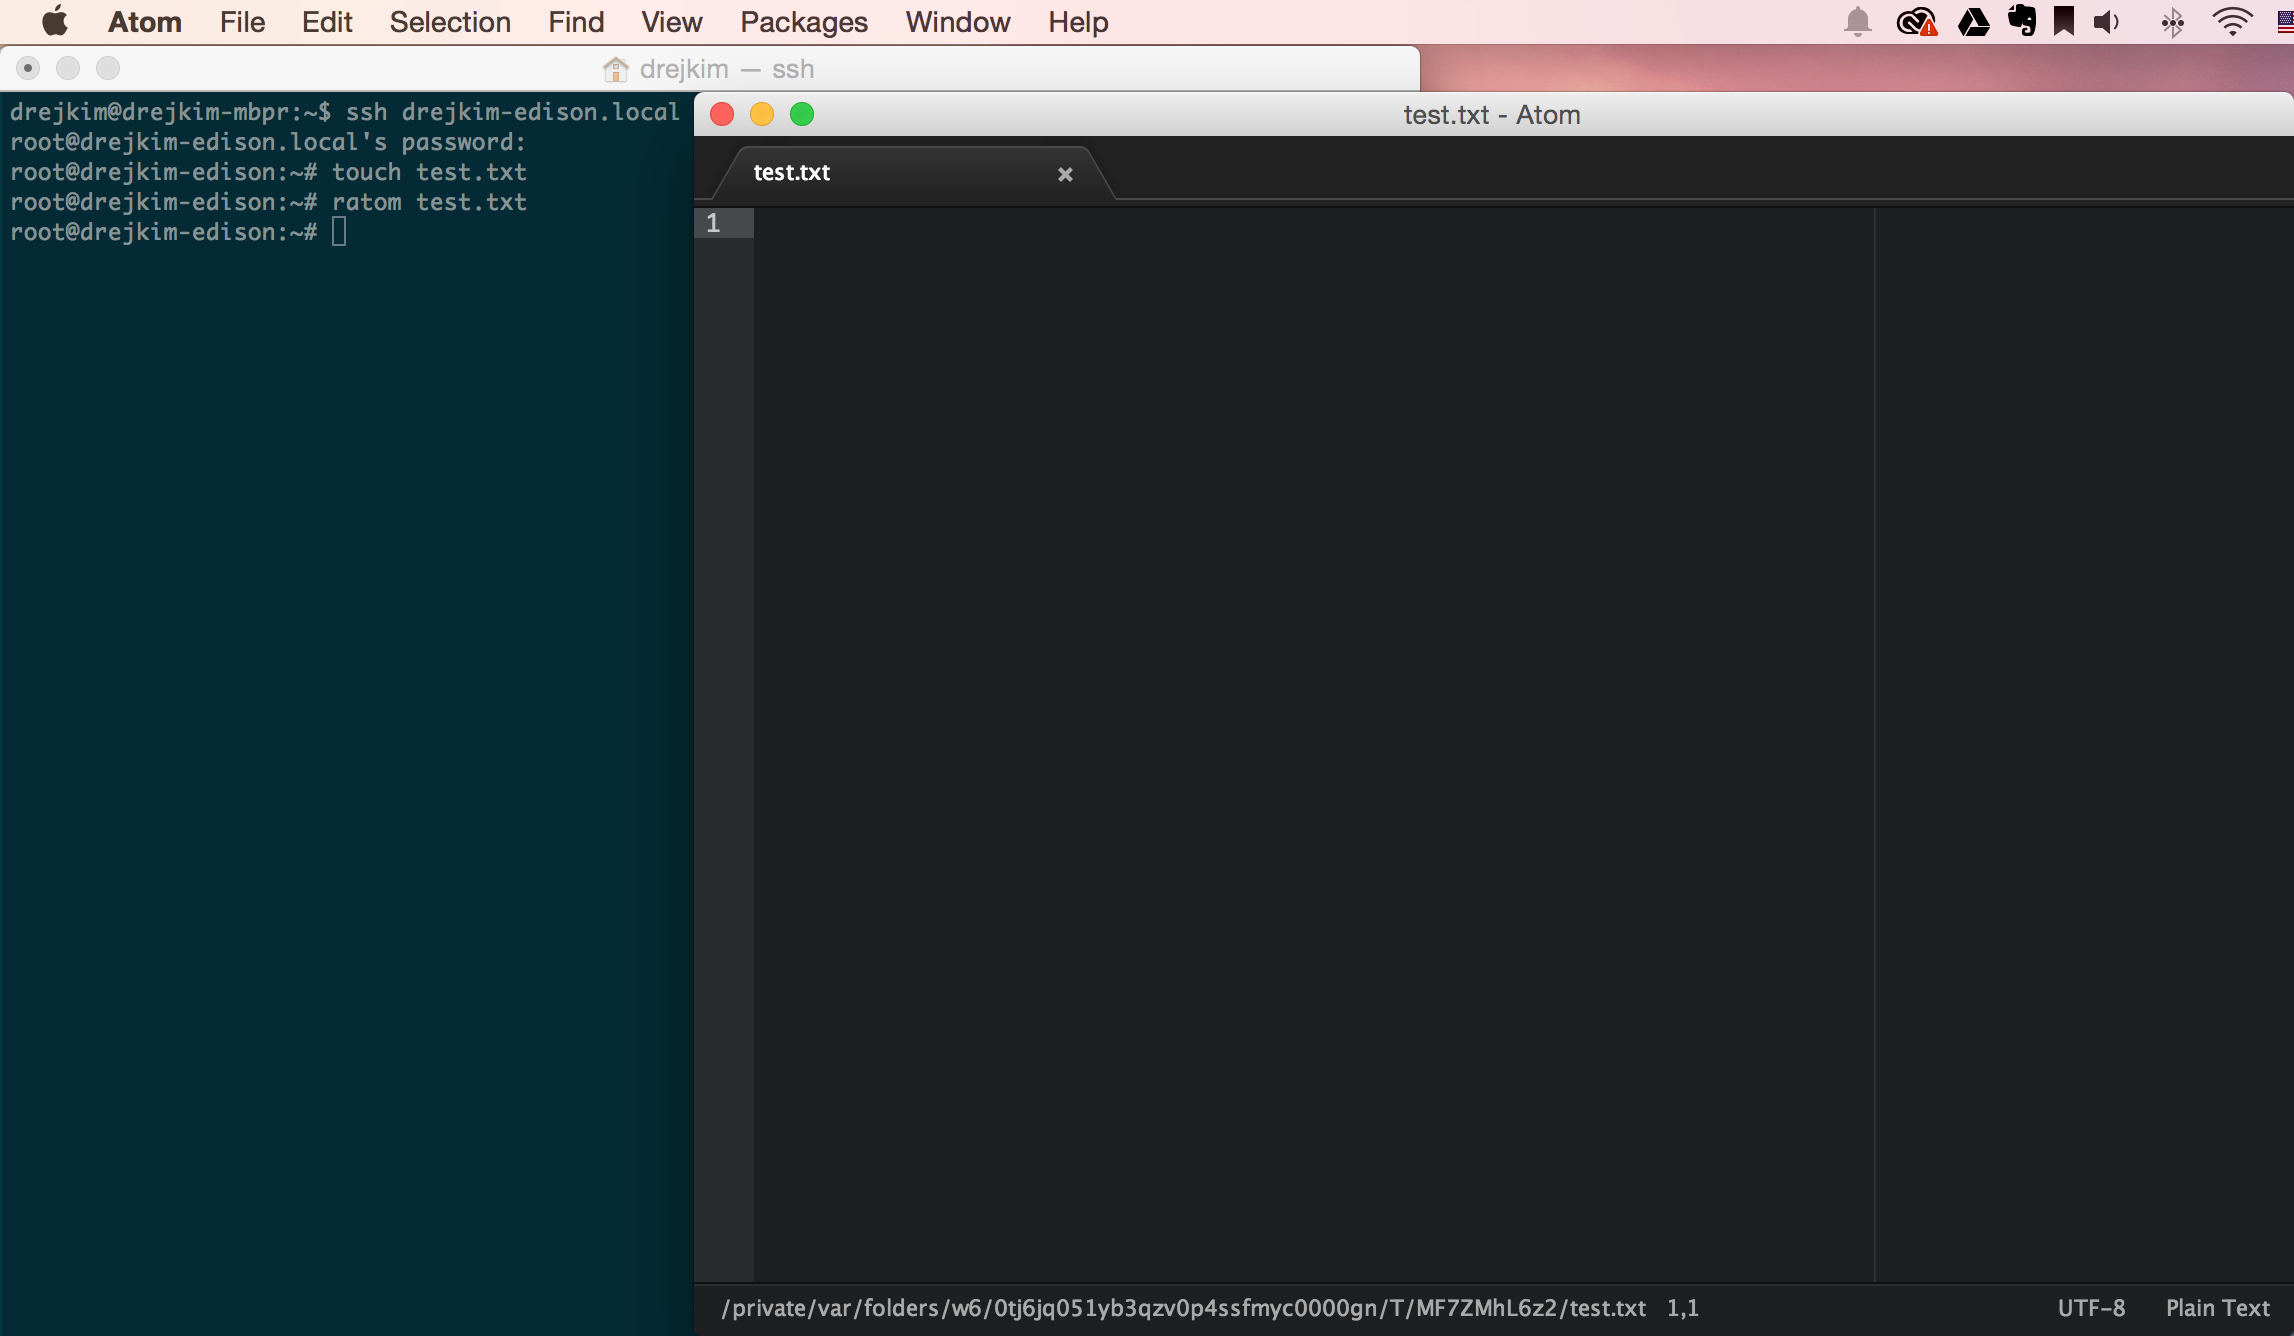 Atom File Edit Selection Find View Packages Window Help
drejkim — ssh
drejkim@drejkim-mbpr:~$ ssh drejkim-edison.local
root@drejkim-edison.local's password:
root@drejkim-edison:~# touch test.txt
root@drejkim-edison:~# ratom test.txt
root@drejkim-edison:~#
test.txt - Atom
test.txt
1
/private/var/folders/w6/0tj6jq051yb3qzv0p4ssfmyc0000gn/T/MF7ZMhL6z2/test.txt 1,1
UTF-8 Plain Text